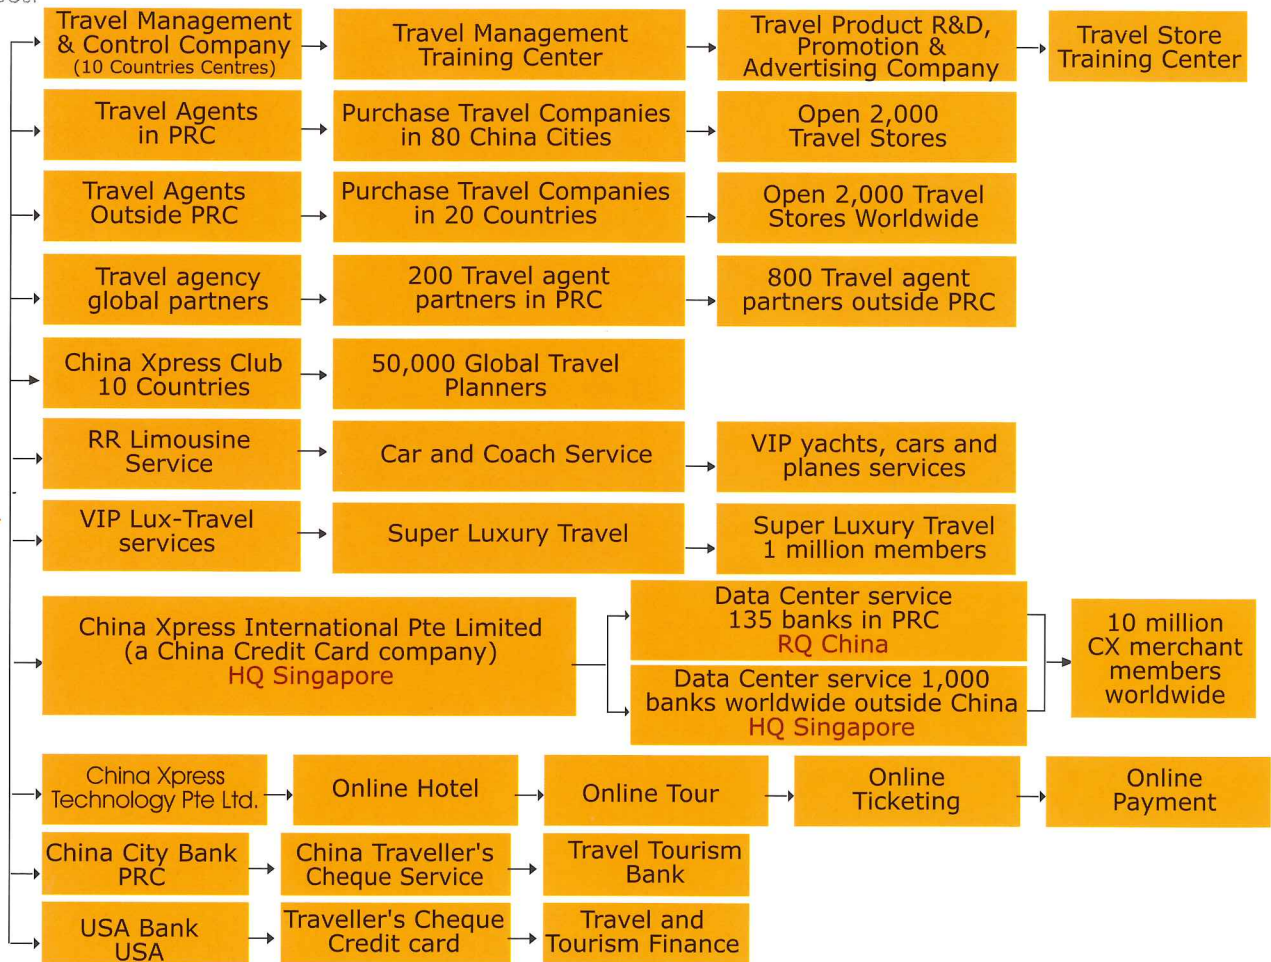 Travel Management
& Control Company
(10 Countries Centres)
Travel Management
Training Center
Travel Product R&D,
Promotion &
Advertising Company
Travel Store
Training Center
Travel Agents
in PRC
Purchase Travel Companies
in 80 China Cities
Open 2,000
Travel Stores
Travel Agents
Outside PRC
Purchase Travel Companies
in 20 Countries
Open 2,000 Travel
Stores Worldwide
Travel agency
global partners
200 Travel agent
partners in PRC
800 Travel agent
partners outside PRC
China Xpress Club
10 Countries
50,000 Global Travel
Planners
RR Limousine
Service
Car and Coach Service
VIP yachts, cars and
planes services
VIP Lux-Travel
services
Super Luxury Travel
Super Luxury Travel
1 million members
China Xpress International Pte Limited
(a China Credit Card company)
HQ Singapore
Data Center service
135 banks in PRC
RQ China
Data Center service 1,000
banks worldwide outside China
HQ Singapore
10 million
CX merchant
members
worldwide
China Xpress
Technology Pte Ltd.
Online Hotel
Online Tour
Online
Ticketing
Online
Payment
China City Bank
PRC
China Traveller's
Cheque Service
Travel Tourism
Bank
USA Bank
USA
Traveller's Cheque
Credit card
Travel and
Tourism Finance